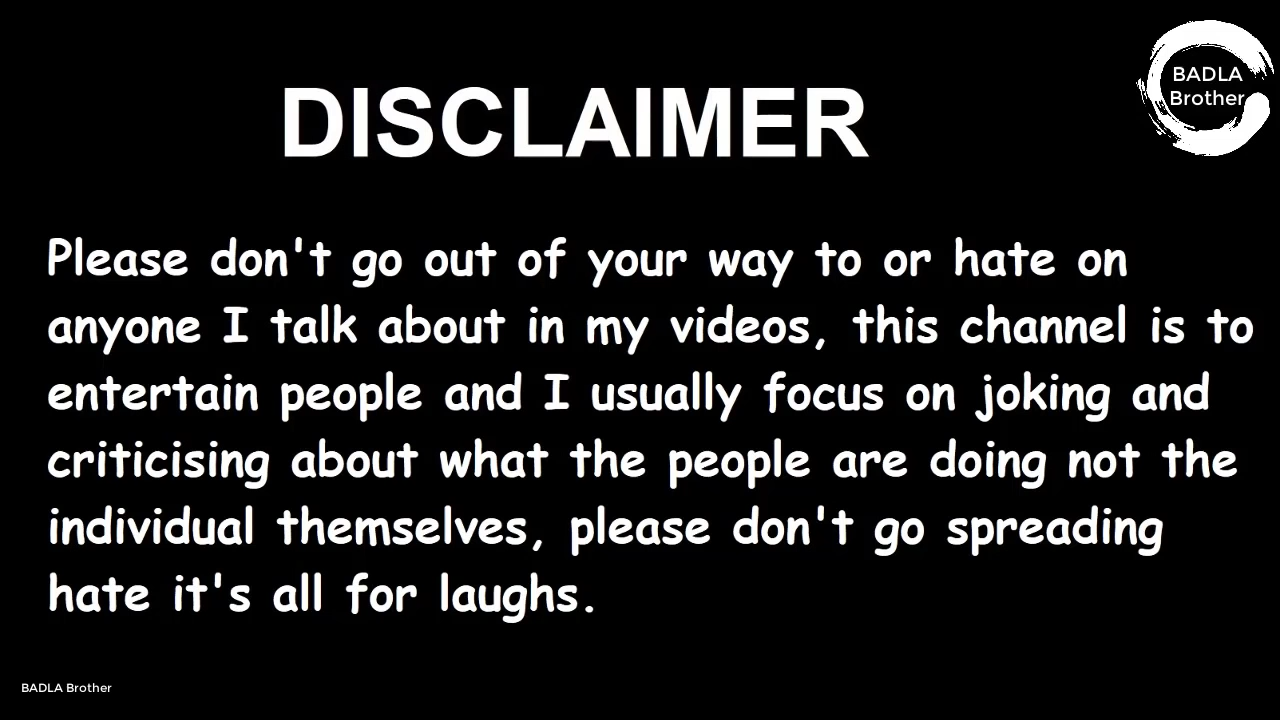 BADLA
Brother
DISCLAIMER
Please don't go out of your way to or hate on
anyone I talk about in my videos, this channel is to
entertain people and I usually focus on joking and
criticising about what the people are doing not the
individual themselves, please don't go spreading
hate it's all for laughs.
BADLA Brother